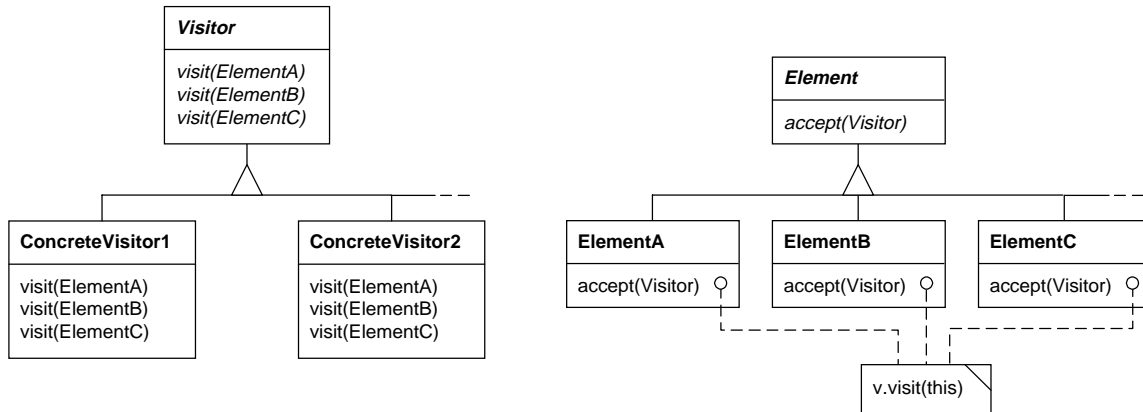 Visitor
visit(ElementA)
visit(ElementB)
visit(ElementC)
ConcreteVisitor1
visit(ElementA)
visit(ElementB)
visit(ElementC)
ConcreteVisitor2
visit(ElementA)
visit(ElementB)
visit(ElementC)
Element
accept(Visitor)
ElementA
accept(Visitor)
ElementB
accept(Visitor)
ElementC
accept(Visitor)
v.visit(this)